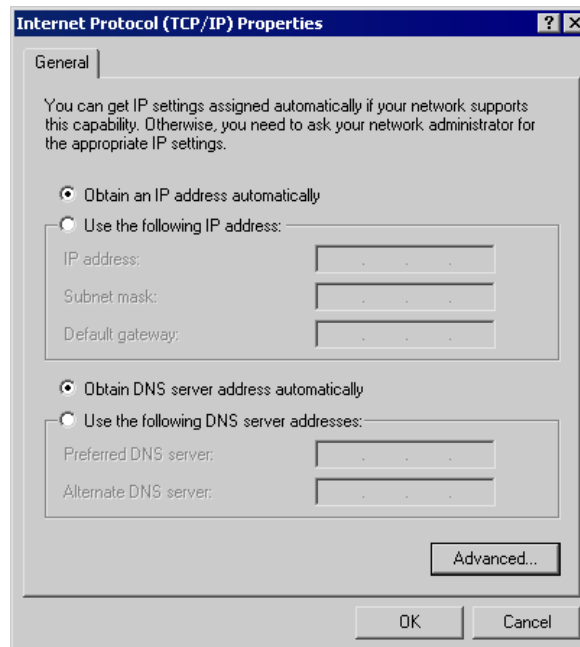 Internet Protocol (TCP/IP) Properties
General
You can get IP settings assigned automatically if your network supports
this capability. Otherwise, you need to ask your network administrator for
the appropriate IP settings.
Obtain an IP address automatically
Use the following IP address:
IP address:
Subnet mask:
Default gateway:
Obtain DNS server address automatically
Use the following DNS server addresses:
Preferred DNS server:
Alternate DNS server:
Advanced...
OK Cancel